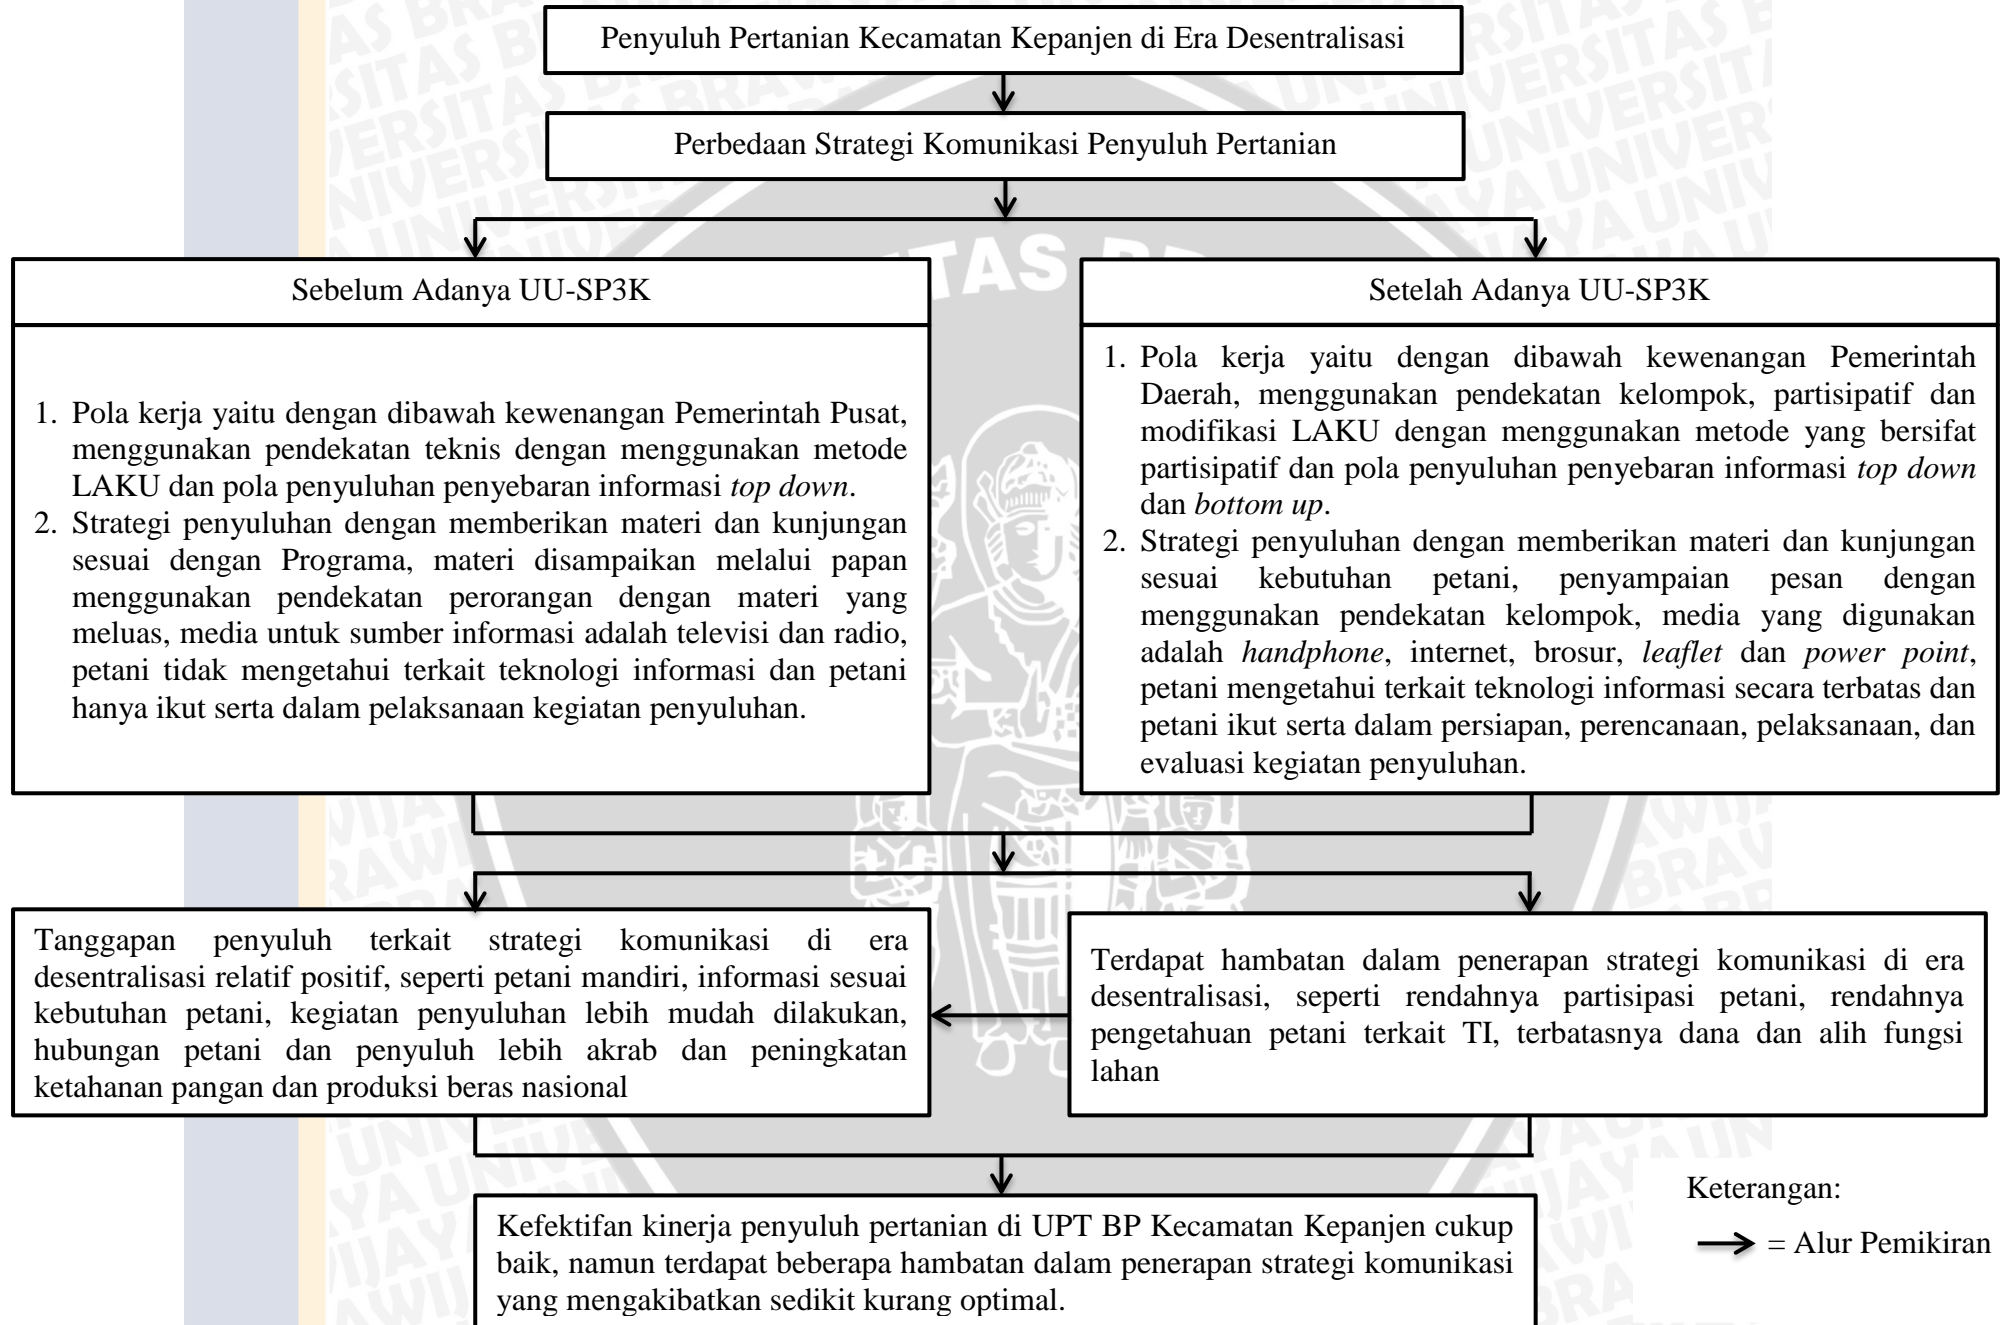 Penyuluh Pertanian Kecamatan Kepanjen di Era Desentralisasi
Perbedaan Strategi Komunikasi Penyuluh Pertanian
Sebelum Adanya UU-SP3K
1. Pola kerja yaitu dengan dibawah kewenangan Pemerintah Pusat,
menggunakan pendekatan teknis dengan menggunakan metode
LAKU dan pola penyuluhan penyebaran informasi top down.
2. Strategi penyuluhan dengan memberikan materi dan kunjungan
sesuai dengan Programa, materi disampaikan melalui papan
menggunakan pendekatan perorangan dengan materi yang
meluas, media untuk sumber informasi adalah televisi dan radio,
petani tidak mengetahui terkait teknologi informasi dan petani
hanya ikut serta dalam pelaksanaan kegiatan penyuluhan.
Setelah Adanya UU-SP3K
1. Pola kerja yaitu dengan dibawah kewenangan Pemerintah
Daerah, menggunakan pendekatan kelompok, partisipatif dan
modifikasi LAKU dengan menggunakan metode yang bersifat
partisipatif dan pola penyuluhan penyebaran informasi top down
dan bottom up.
2. Strategi penyuluhan dengan memberikan materi dan kunjungan
sesuai kebutuhan petani, penyampaian pesan dengan
menggunakan pendekatan kelompok, media yang digunakan
adalah handphone, internet, brosur, leaflet dan power point,
petani mengetahui terkait teknologi informasi secara terbatas dan
petani ikut serta dalam persiapan, perencanaan, pelaksanaan, dan
evaluasi kegiatan penyuluhan.
Tanggapan penyuluh terkait strategi komunikasi di era
desentralisasi relatif positif, seperti petani mandiri, informasi sesuai
kebutuhan petani, kegiatan penyuluhan lebih mudah dilakukan,
hubungan petani dan penyuluh lebih akrab dan peningkatan
ketahanan pangan dan produksi beras nasional
Terdapat hambatan dalam penerapan strategi komunikasi di era
desentralisasi, seperti rendahnya partisipasi petani, rendahnya
pengetahuan petani terkait TI, terbatasnya dana dan alih fungsi
lahan
Kefektifan kinerja penyuluh pertanian di UPT BP Kecamatan Kepanjen cukup
baik, namun terdapat beberapa hambatan dalam penerapan strategi komunikasi
yang mengakibatkan sedikit kurang optimal.
Keterangan:
= Alur Pemikiran